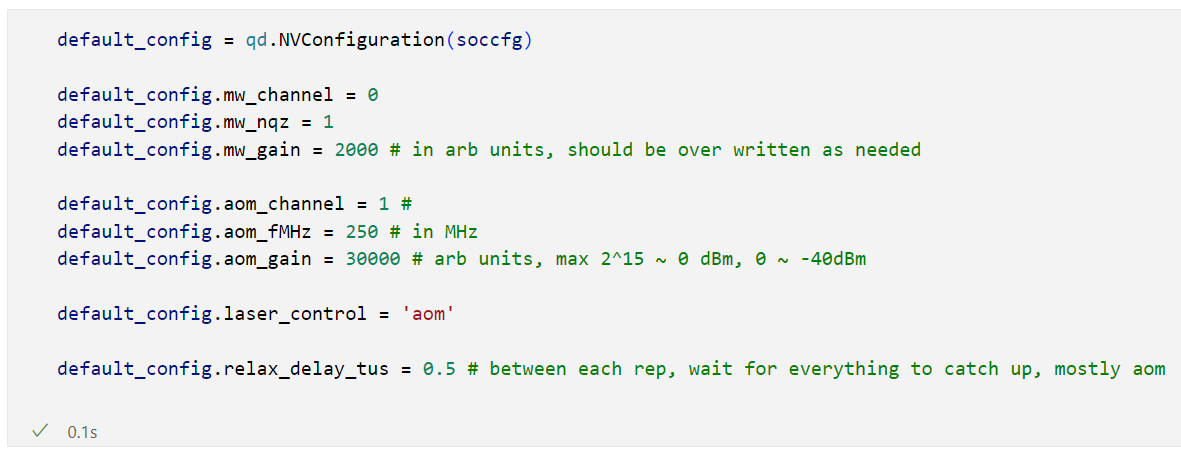 default_config = qd.NVConfiguration(soccfg)
default_config.mw_channel = 0
default_config.mw_nqz = 1
default_config.mw_gain = 2000 # in arb units, should be over written as needed
default_config.aom_channel = 1 #
default_config.aom_fMHz = 250 # in MHz
default_config.aom_gain = 30000 # arb units, max 2^15 ~ 0 dBm, 0 ~ -40dBm
default_config.laser_control = 'aom'
default_config.relax_delay_tus = 0.5 # between each rep, wait for everything to catch up, mostly aom
0.1s